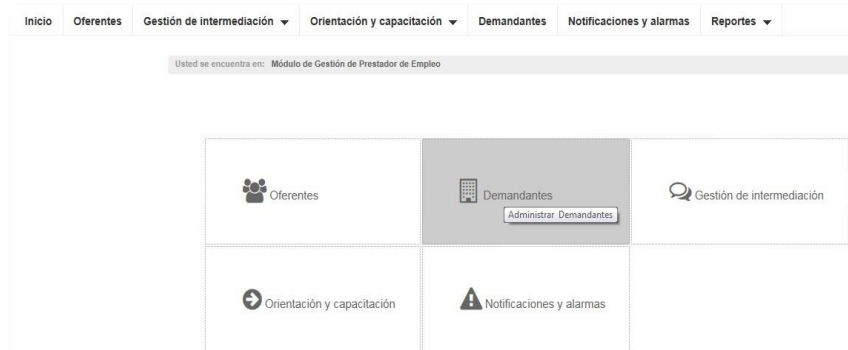 Inicio Oferentes Gestión de intermediación Orientación y capacitación Demandantes Notificaciones y alarmas Reportes
Usted se encuentra en: Módulo de Gestión de Prestador de Empleo
Oferentes Demandantes Gestión de intermediación
Administrar Demandantes
Orientación y capacitación Notificaciones y alarmas